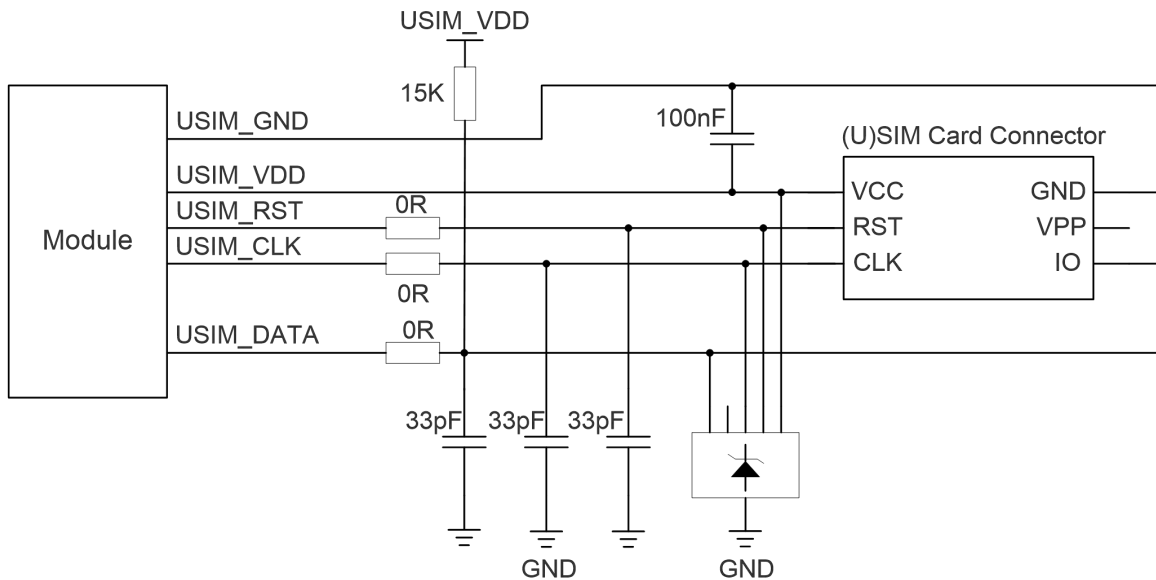 USIM_VDD
15K
100nF
USIM_GND
(U)SIM Card Connector
USIM_VDD
VCC
GND
USIM_RST
0R
RST
VPP
Module
USIM_CLK
CLK
IO
0R
USIM_DATA
0R
33pF
33pF
33pF
GND
GND